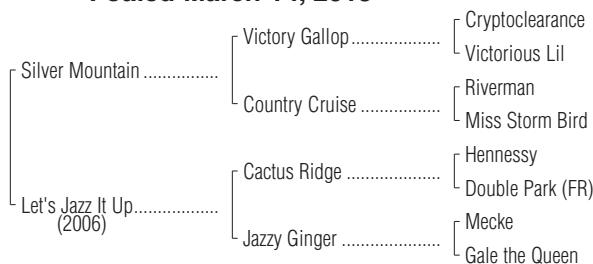 Cryptoclearance
Victory Gallop...................
Victorious Lil
Silver Mountain ................
Riverman
Country Cruise .................
Miss Storm Bird
Hennessy
Cactus Ridge ....................
Double Park (FR)
Let's Jazz It Up..................
(2006)
Mecke
Jazzy Ginger ....................
Gale the Queen